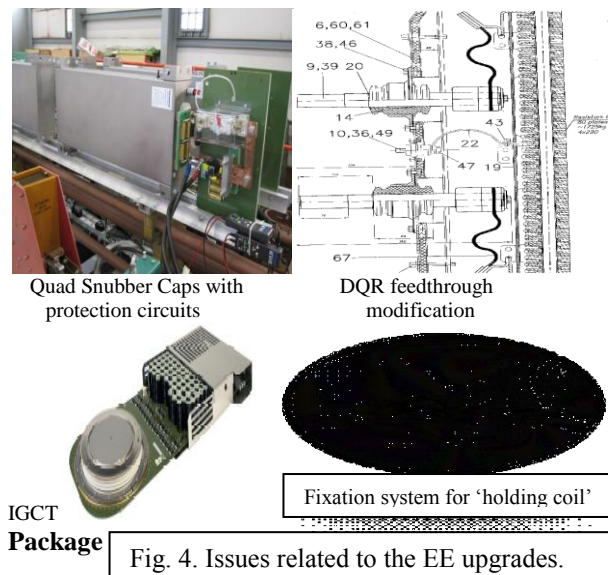 6,60,61
38,46
9,39 20
14
10,36,49
43
22
47 19
67
Quad Snubber Caps with
protection circuits
DQR feedthrough
modification
IGCT
Package
Fixation system for ‘holding coil’
Fig. 4. Issues related to the EE upgrades.